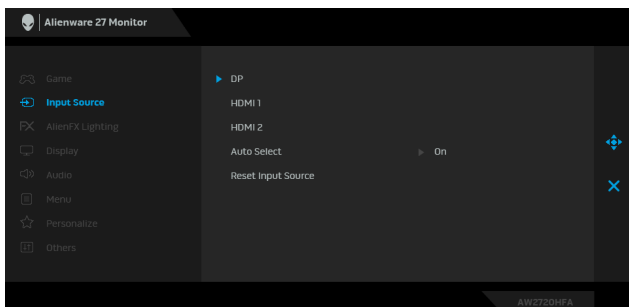 Alienware 27 Monitor
Game
Input Source
AlienFX Lighting
Display
Audio
Menu
Personalize
Others
DP
HDMI 1
HDMI 2
Auto Select On
Reset Input Source
AW2720HFA